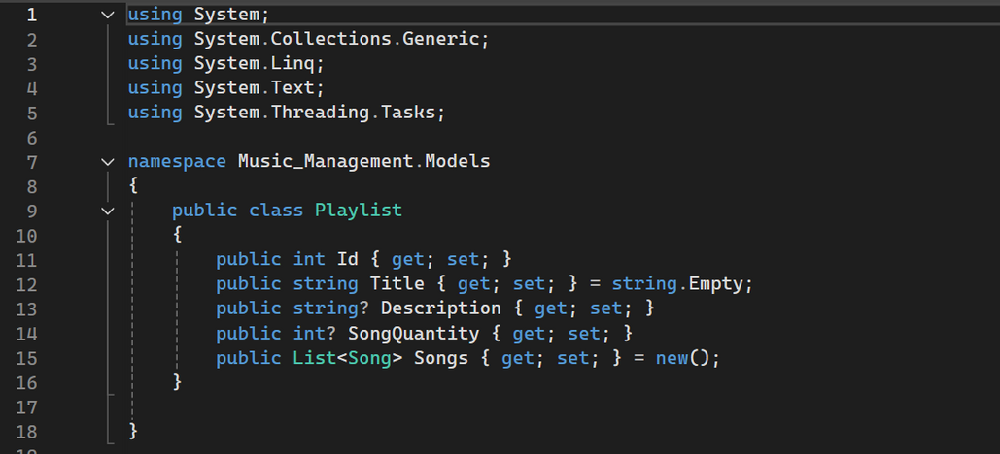 1 using System;
2 using System.Collections.Generic;
3 using System.Linq;
4 using System.Text;
5 using System.Threading.Tasks;
6
7 namespace Music_Management.Models
8 {
9 public class Playlist
10 {
11 public int Id { get; set; }
12 public string Title { get; set; } = string.Empty;
13 public string? Description { get; set; }
14 public int? SongQuantity { get; set; }
15 public List<Song> Songs { get; set; } = new();
16 }
17
18 }